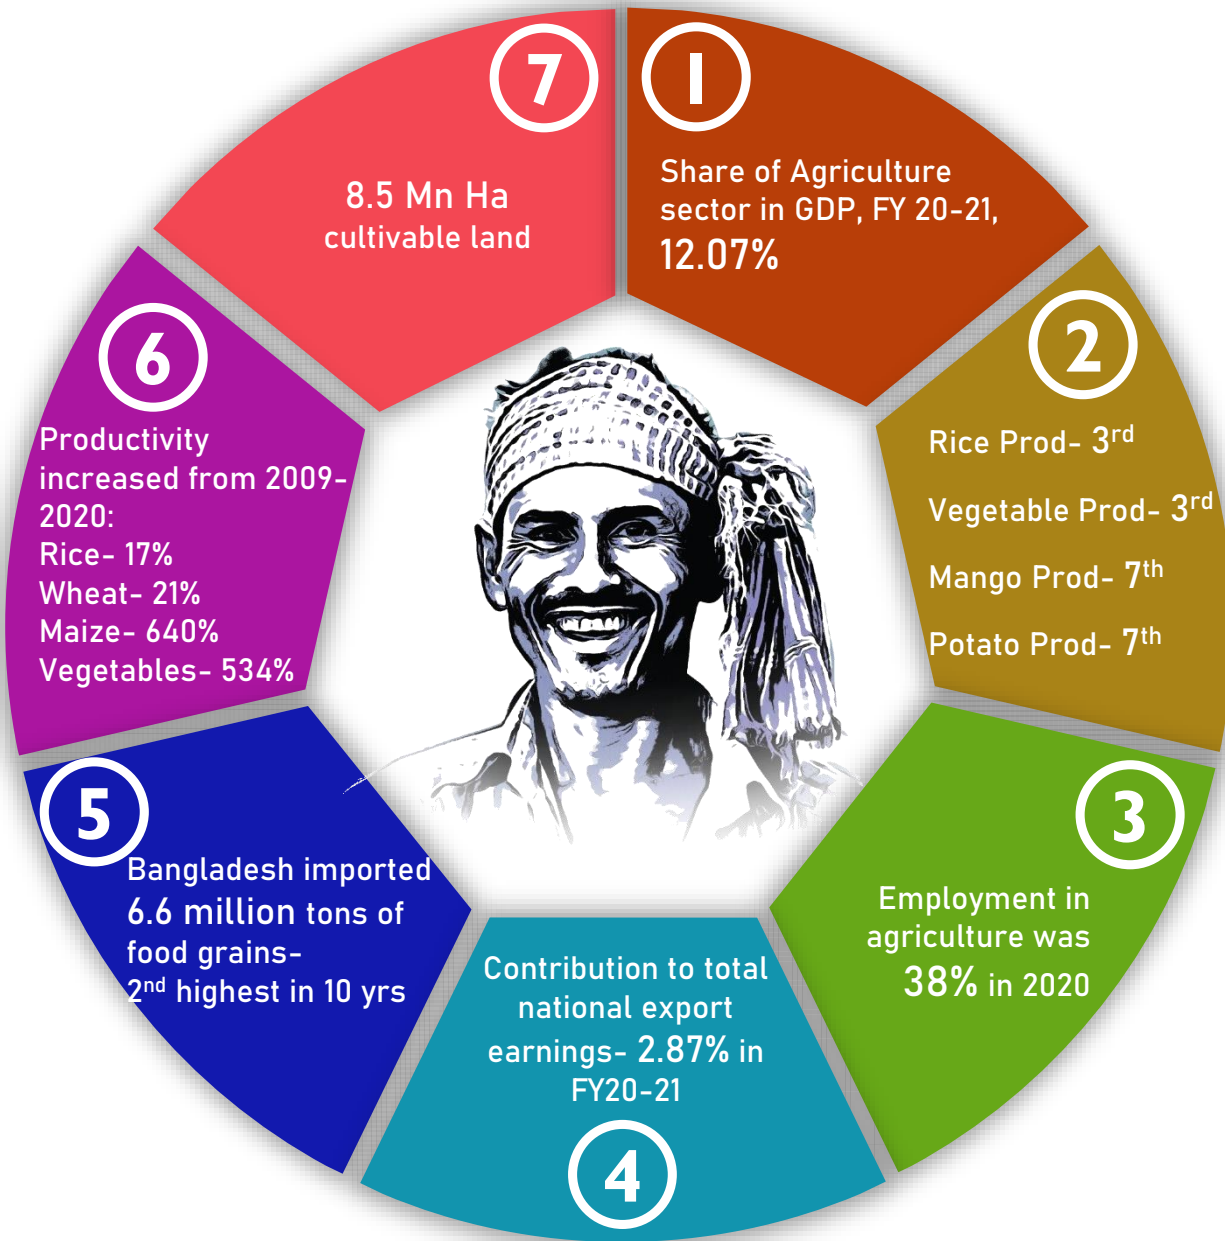 1
Share of Agriculture
sector in GDP, FY 20-21,
12.07%
2
Rice Prod- 3rd
Vegetable Prod- 3rd
Mango Prod- 7th
Potato Prod- 7th
3
Employment in
agriculture was
38% in 2020
4
Contribution to total
national export
earnings- 2.87% in
FY20-21
5
Bangladesh imported
6.6 million tons of
food grains-
2nd highest in 10 yrs
6
Productivity
increased from 2009-
2020:
Rice- 17%
Wheat- 21%
Maize- 640%
Vegetables- 534%
7
8.5 Mn Ha
cultivable land